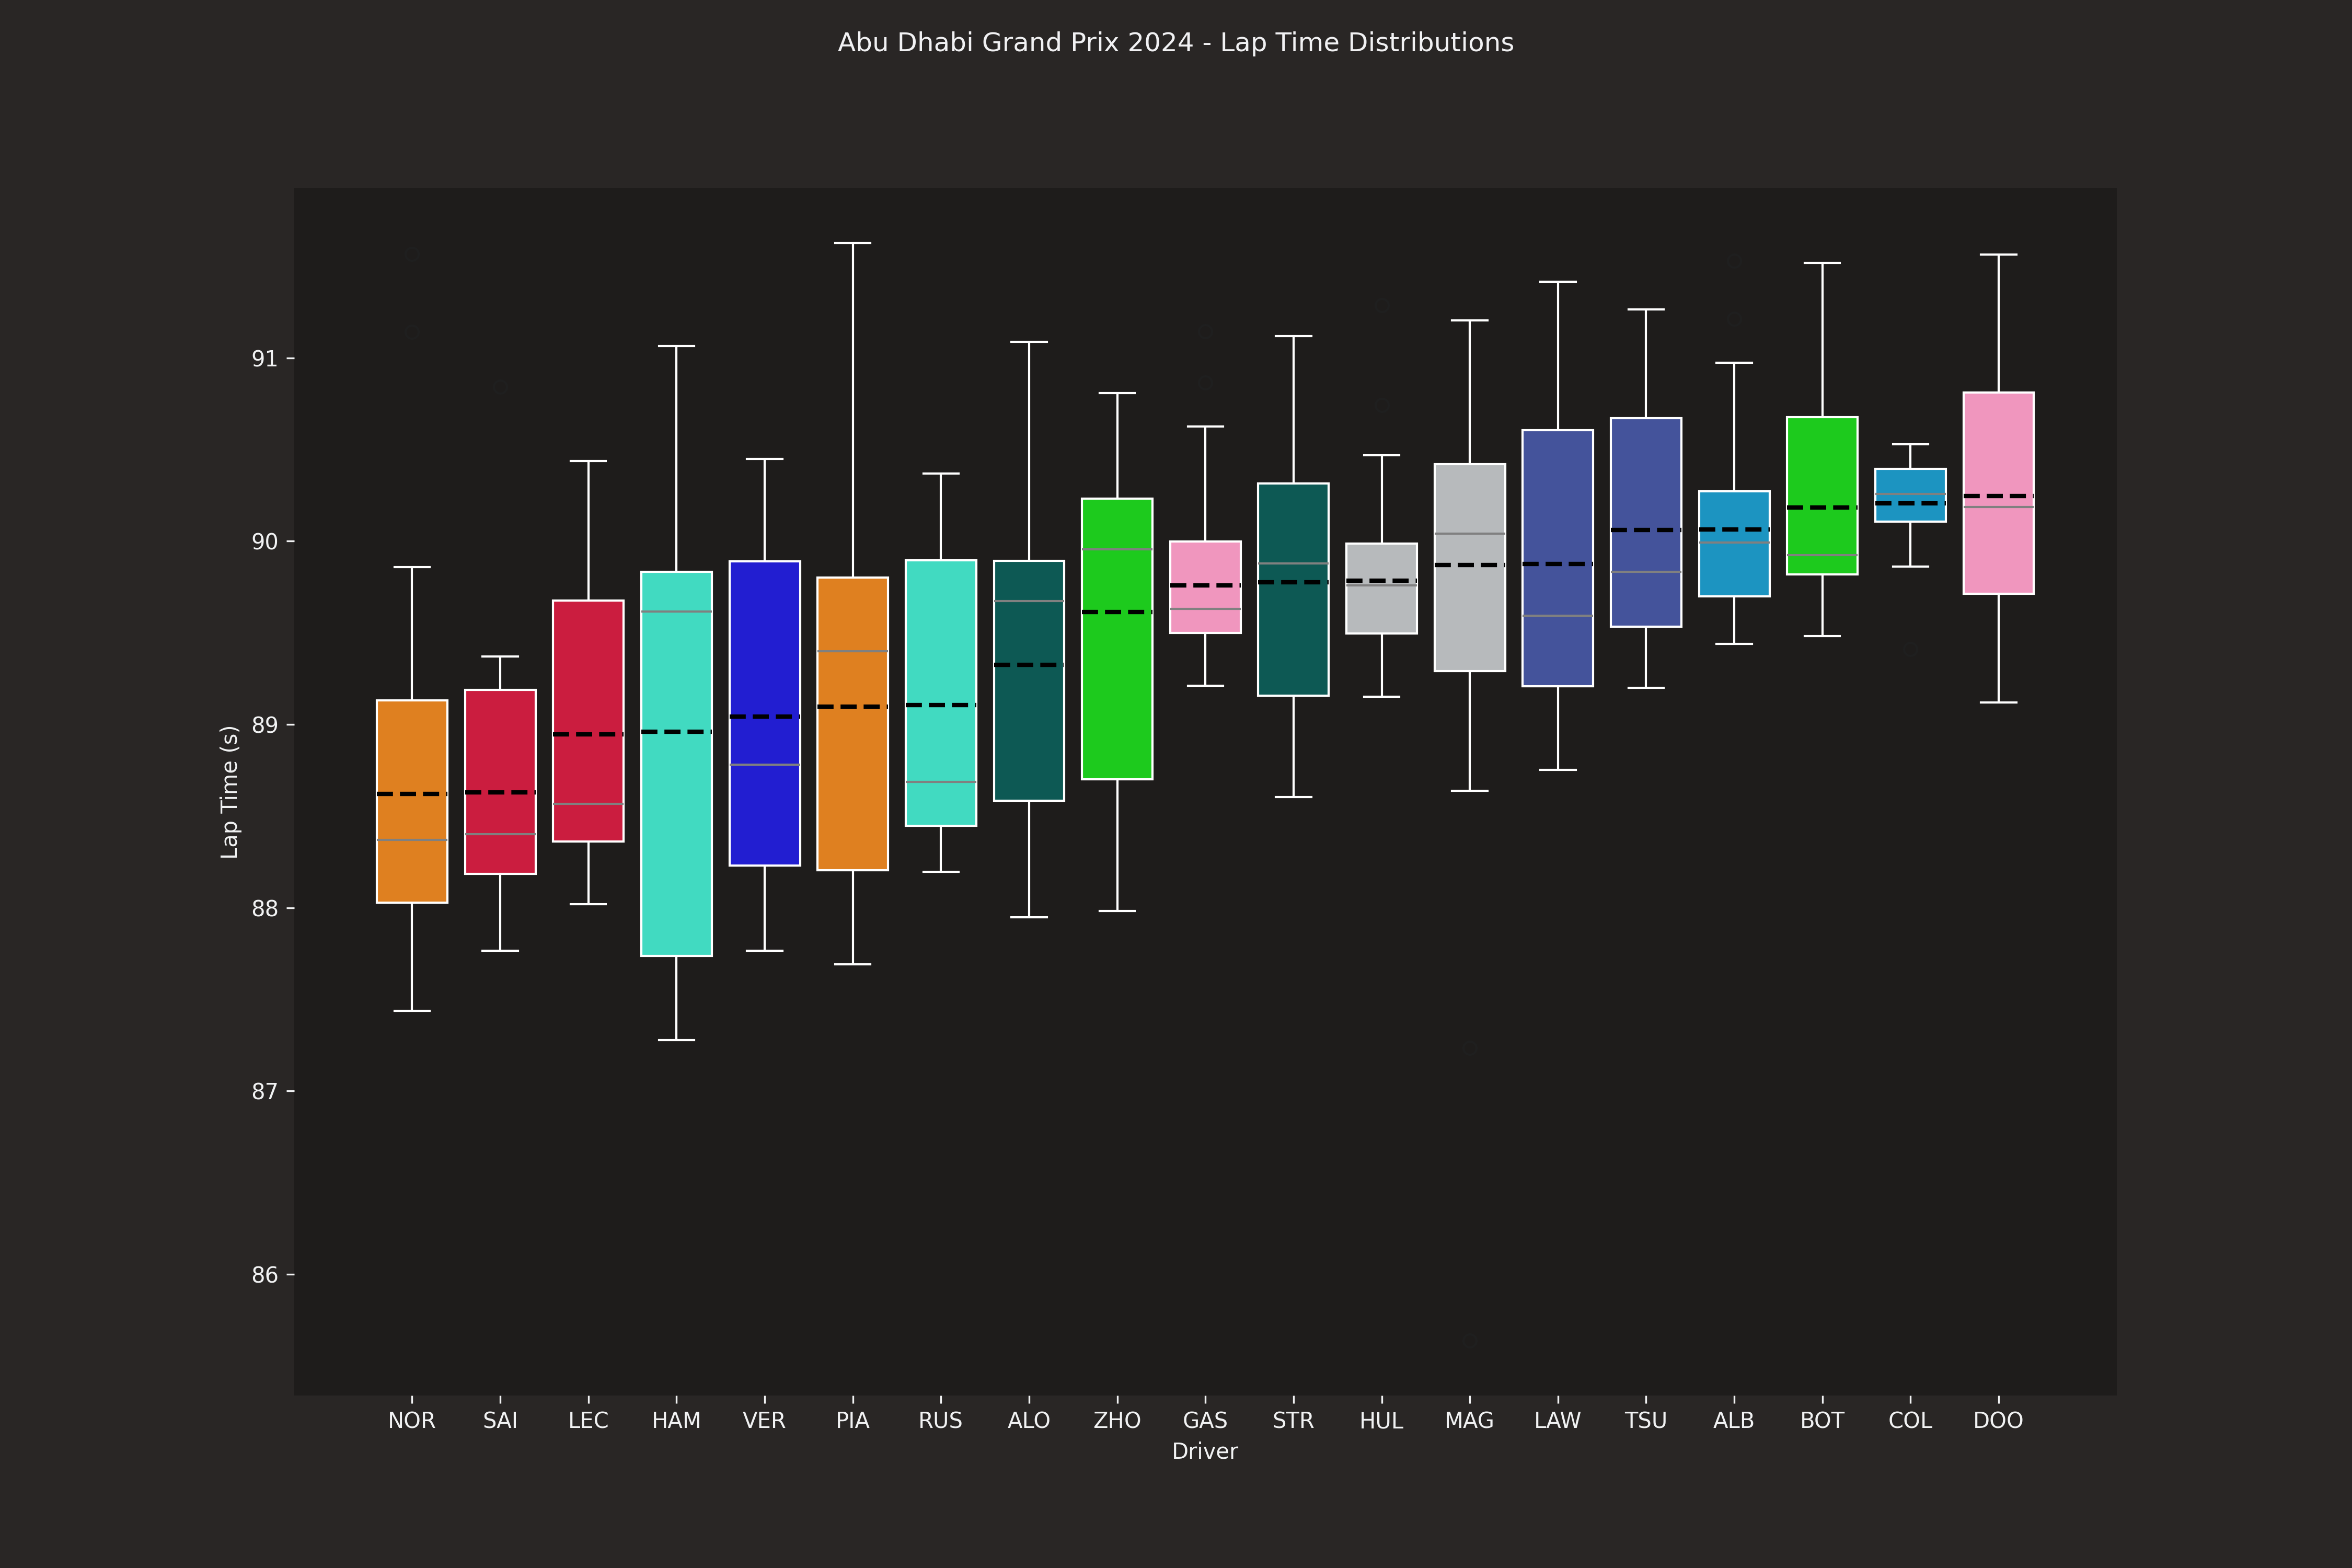 Abu Dhabi Grand Prix 2024 - Lap Time Distributions
91
90
89
88
87
86
Lap Time (s)
NOR SAI LEC HAM VER PIA RUS ALO ZHO GAS STR HUL MAG LAW TSU ALB BOT COL DOO
Driver